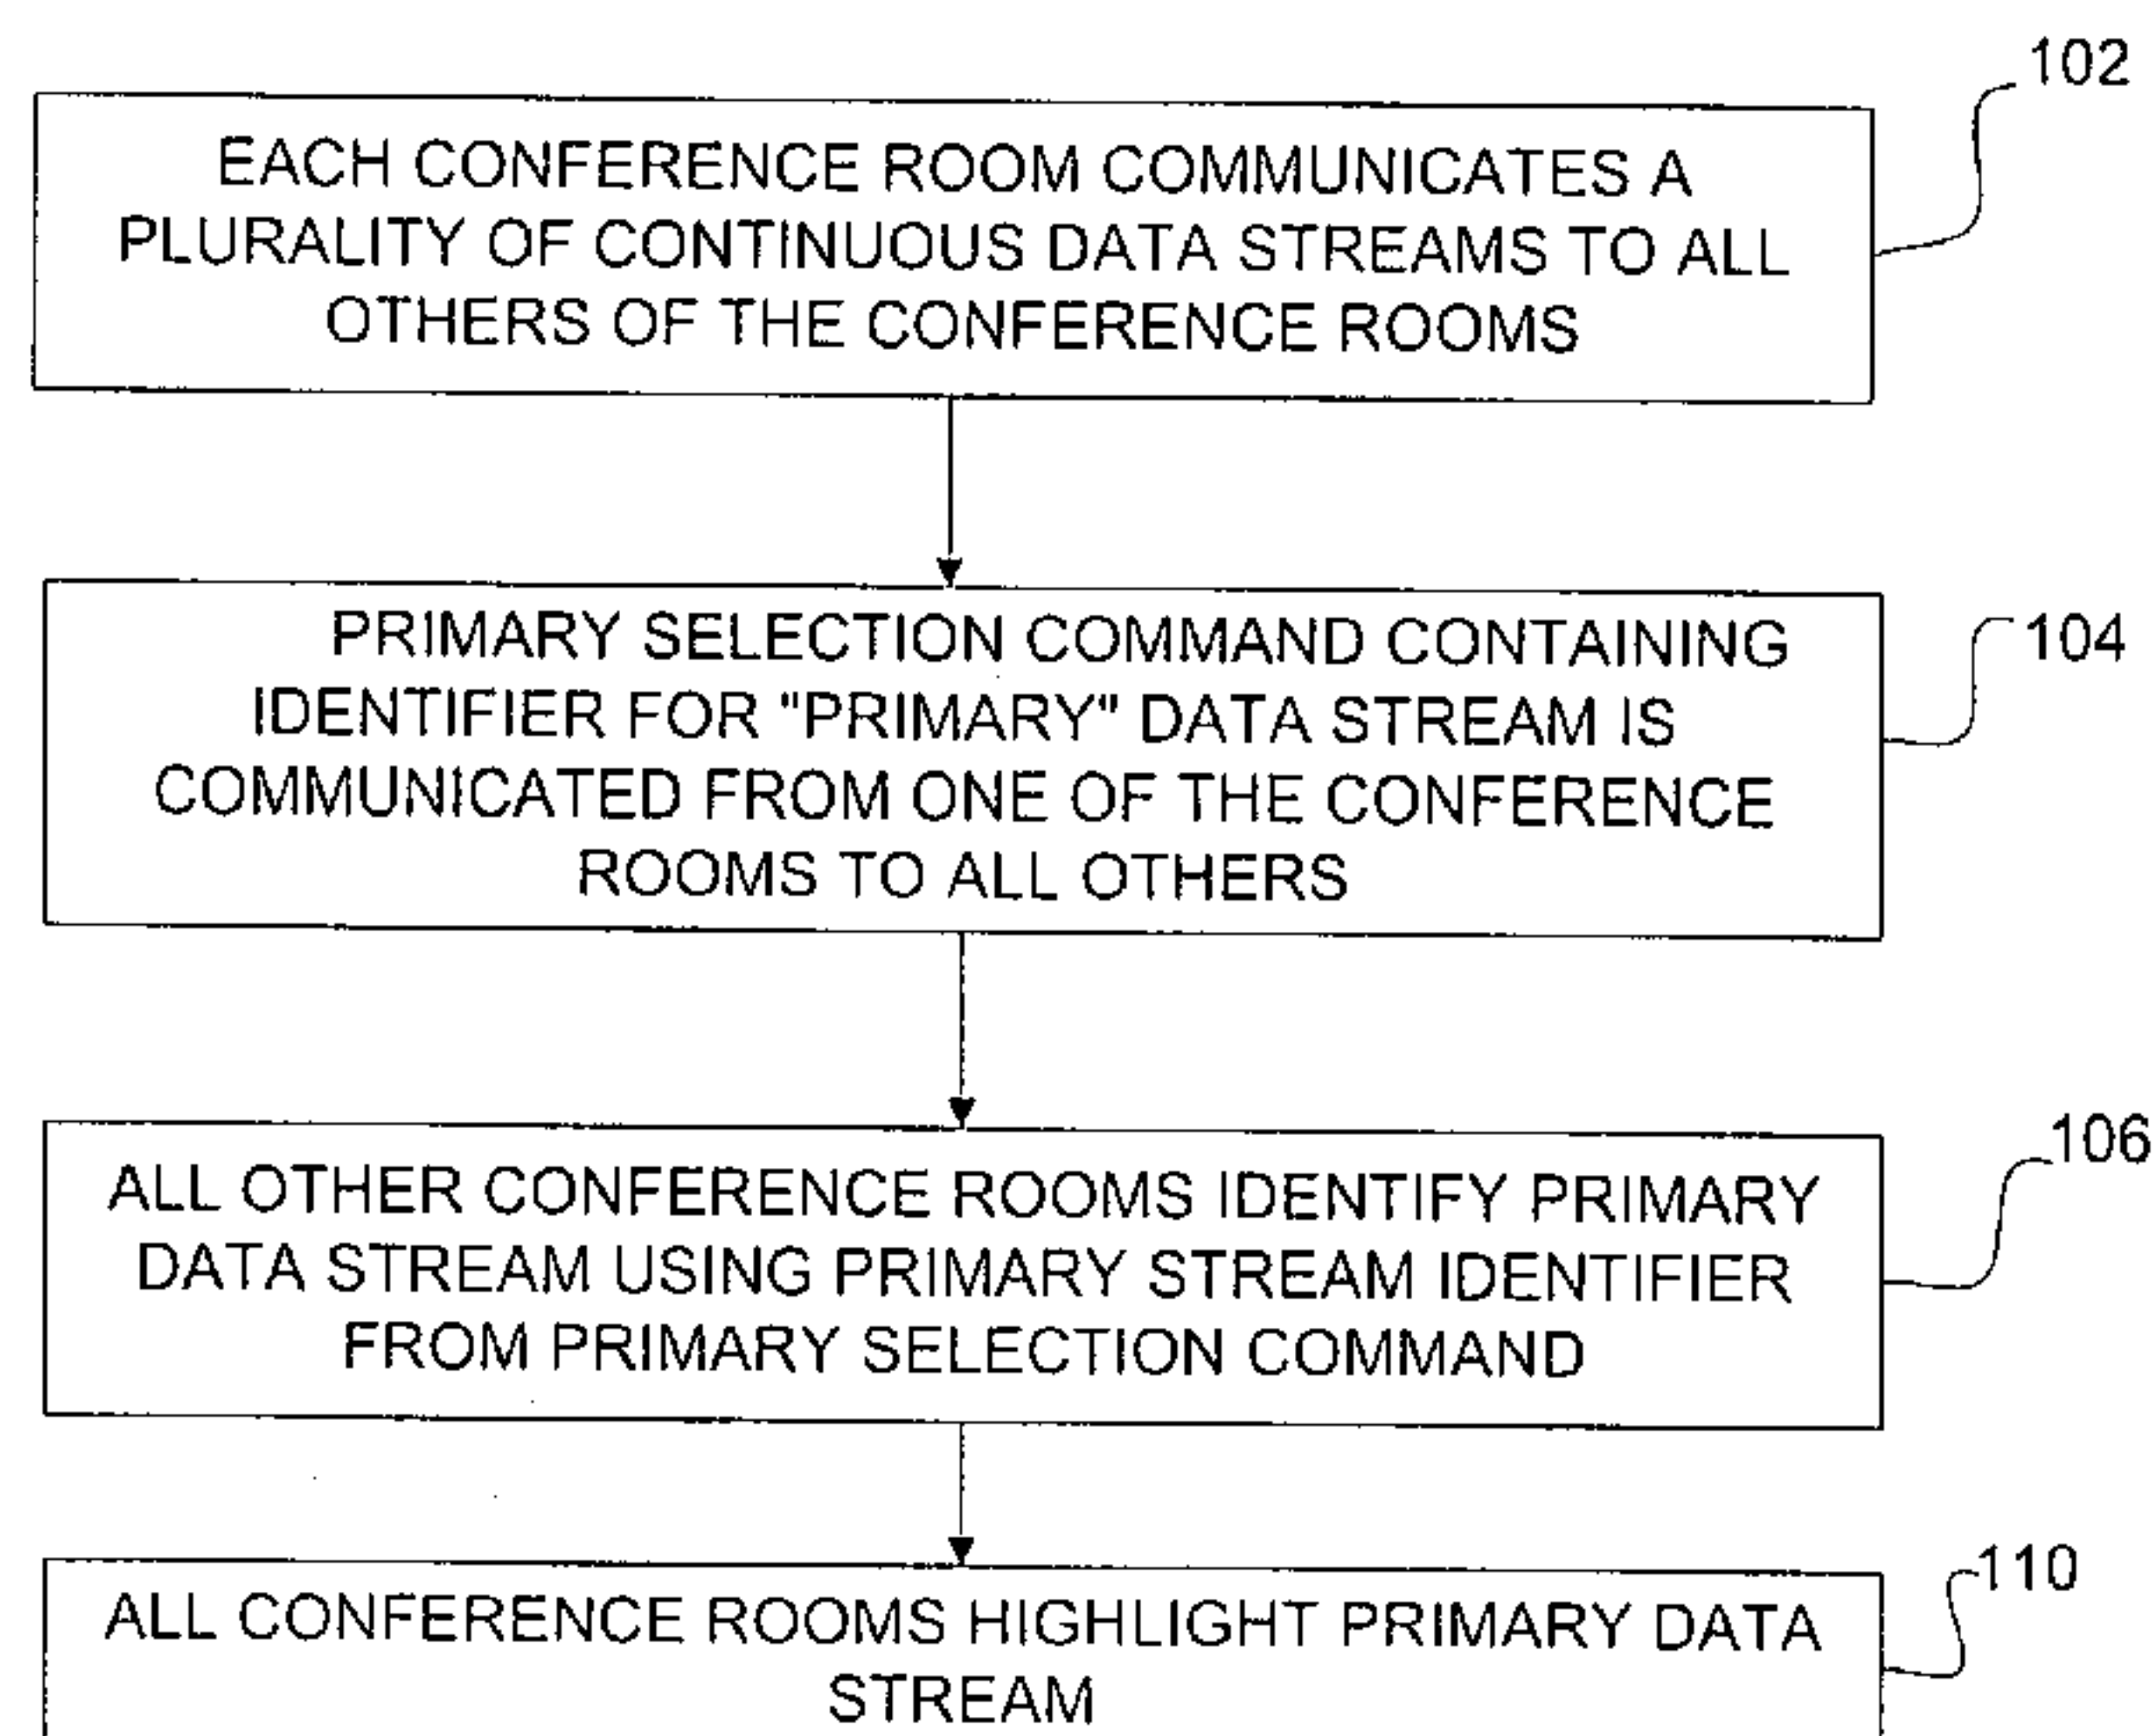 102
EACH CONFERENCE ROOM COMMUNICATES A
PLURALITY OF CONTINUOUS DATA STREAMS TO ALL
OTHERS OF THE CONFERENCE ROOMS
104
PRIMARY SELECTION COMMAND CONTAINING
IDENTIFIER FOR "PRIMARY" DATA STREAM IS
COMMUNICATED FROM ONE OF THE CONFERENCE
ROOMS TO ALL OTHERS
106
ALL OTHER CONFERENCE ROOMS IDENTIFY PRIMARY
DATA STREAM USING PRIMARY STREAM IDENTIFIER
FROM PRIMARY SELECTION COMMAND
110
ALL CONFERENCE ROOMS HIGHLIGHT PRIMARY DATA
STREAM